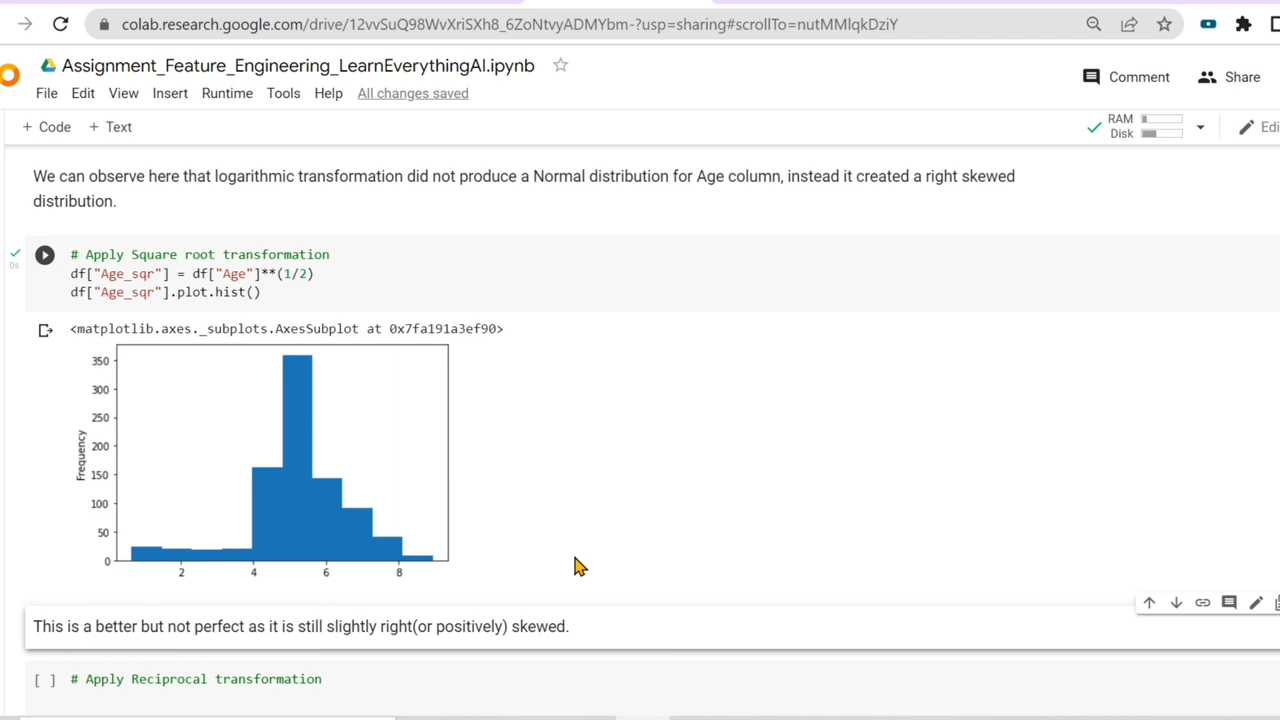 colab.research.google.com/drive/12vvSuQ98WvXriSXh8_6ZoNtvyADMYbm-?usp=sharing#scrollTo=nutMMlqkDziY
Assignment_Feature_Engineering_LearnEverythingAI.ipynb
Comment Share
File Edit View Insert Runtime Tools Help All changes saved
+ Code + Text
RAM
Disk
Edi
We can observe here that logarithmic transformation did not produce a Normal distribution for Age column, instead it created a right skewed
distribution.
# Apply Square root transformation
0s
df["Age_sqr"] = df["Age"]**(1/2)
df["Age_sqr"].plot.hist()
<matplotlib.axes._subplots.AxesSubplot at 0x7fa191a3ef90>
350
300
250
200
150
100
50
0
Frequency
2 4 6 8
This is a better but not perfect as it is still slightly right(or positively) skewed.
[ ] # Apply Reciprocal transformation